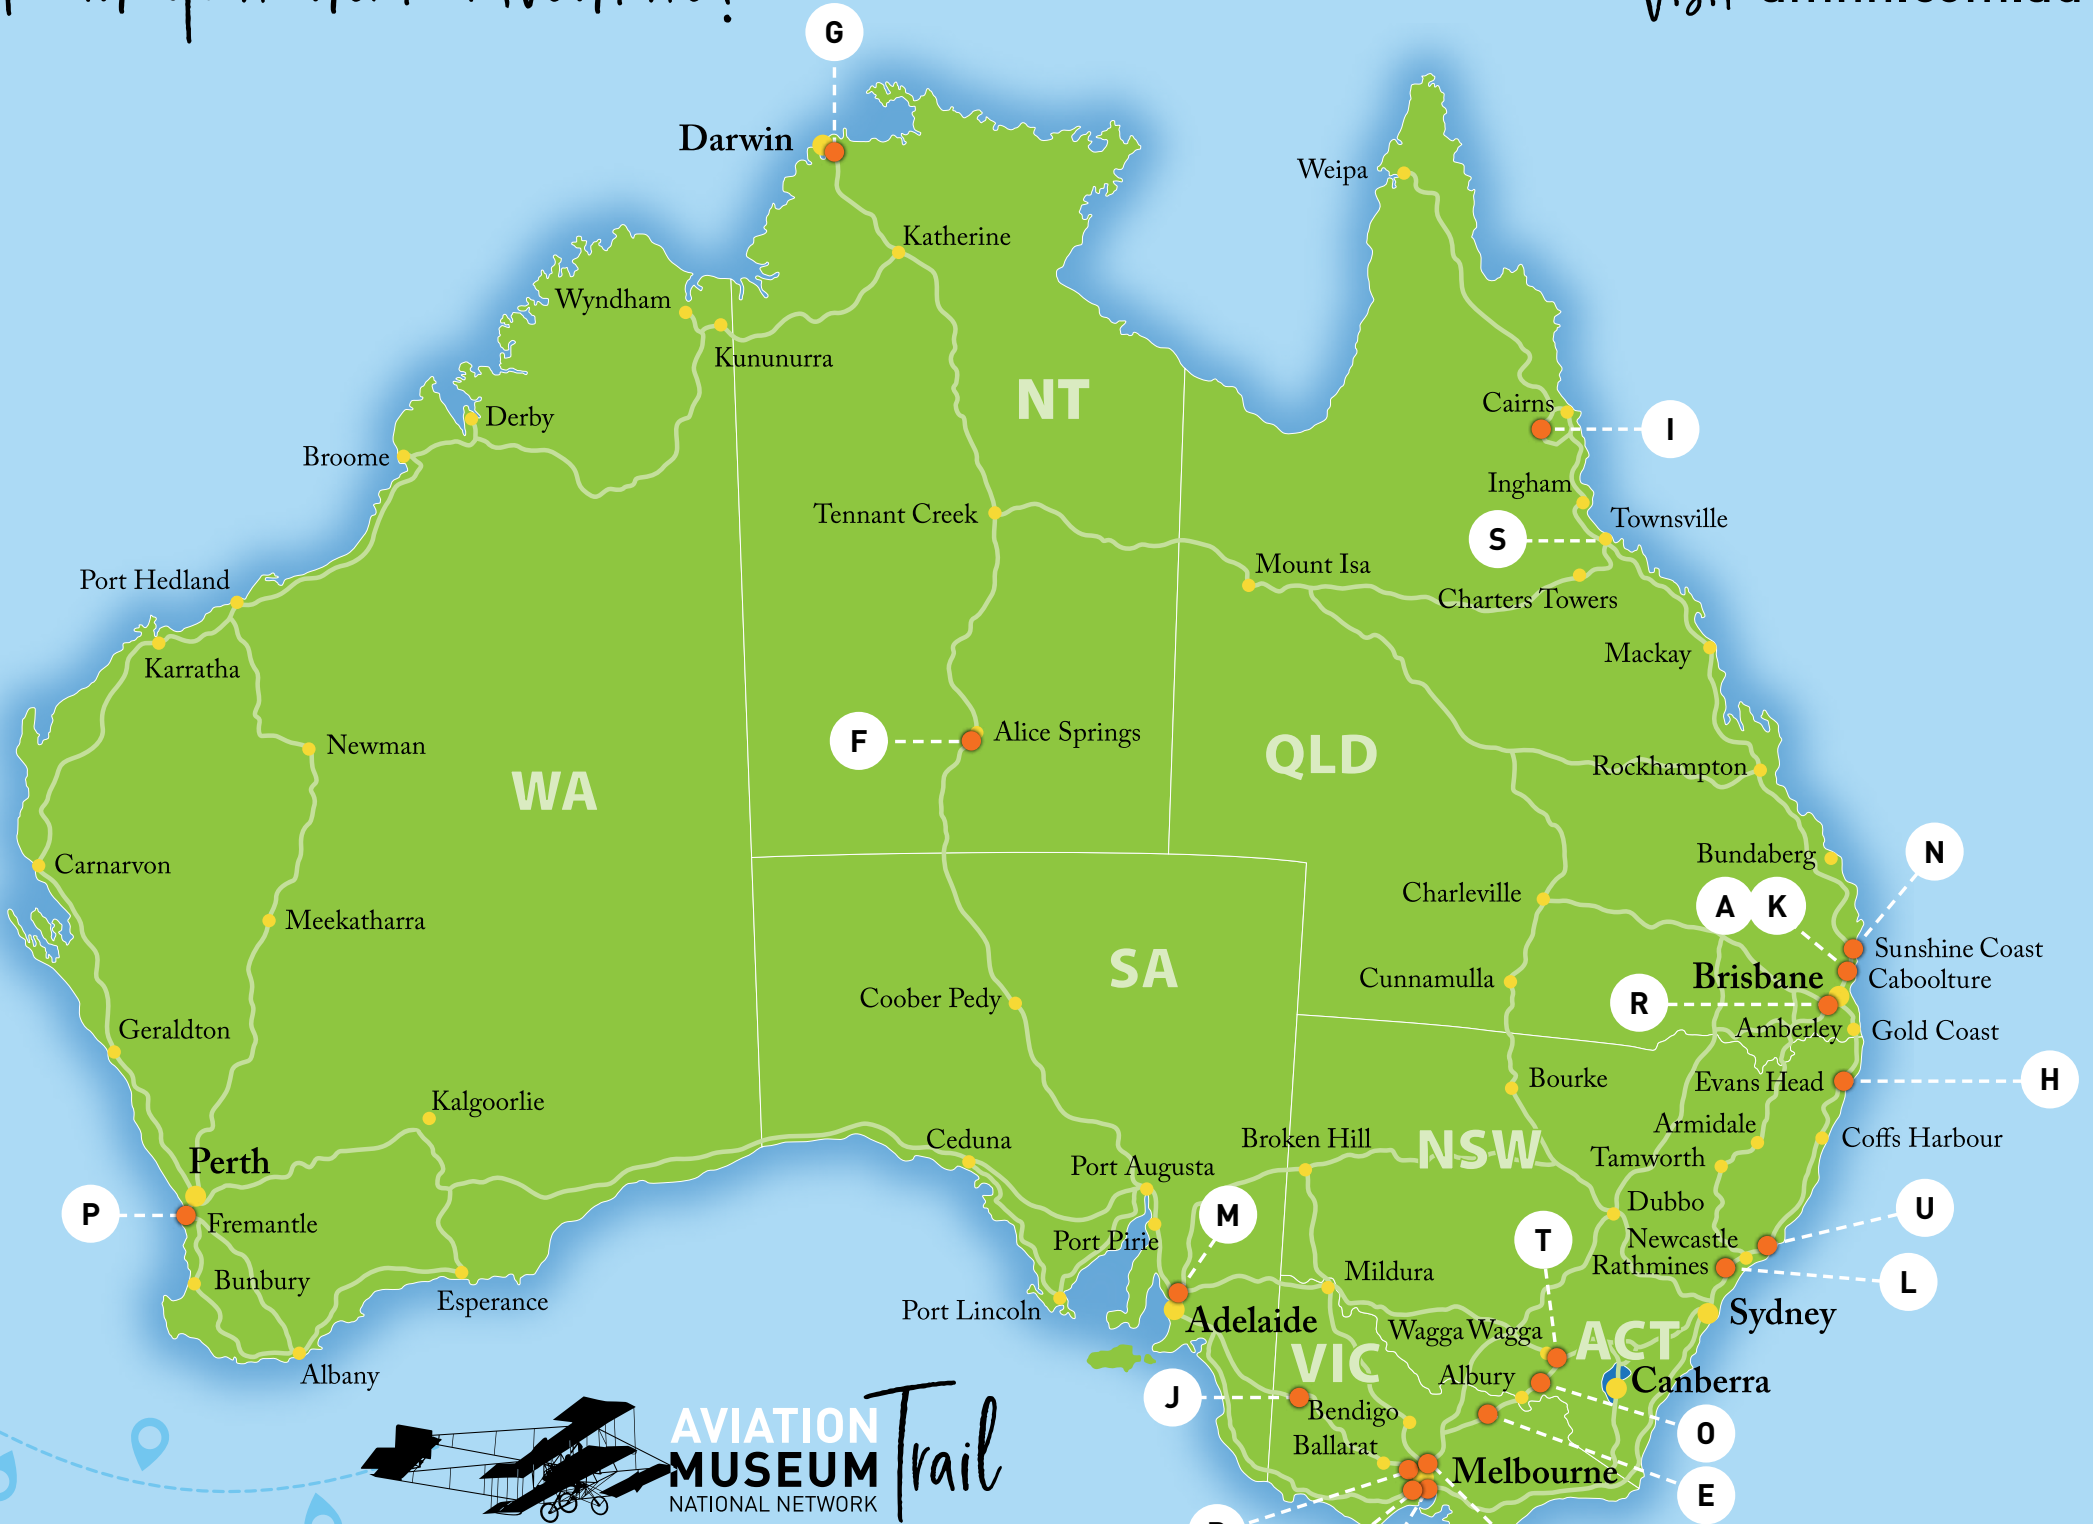 Visit
G
Darwin
Weipa
Katherine
Wyndham
Kununurra
NT
Cairns
I
Derby
Broome
Ingham
Tennant Creek
Townsville
S
Mount Isa
Port Hedland
Charters Towers
Karratha
Mackay
F
Alice Springs
Newman
QLD
WA
Rockhampton
N
Bundaberg
Carnarvon
Charleville
A
K
Meekatharra
Sunshine Coast
SA
Brisbane
Caboolture
Cunnamulla
Coober Pedy
R
Geraldton
Amberley
Gold Coast
Bourke
Evans Head
H
Kalgoorlie
Armidale
Ceduna
Broken Hill
NSW
Coffs Harbour
Perth
Port Augusta
Tamworth
Dubbo
U
P
Fremantle
M
Port Pirie
T
Newcastle
Rathmines
Mildura
Bunbury
L
Esperance
Port Lincoln
Adelaide
Sydney
Wagga Wagga
ACT
VIC
Albany
Albury
Canberra
J
Bendigo
O
Ballarat
Melbourne
E
AVIATION
MUSEUM Trail
NATIONAL NETWORK